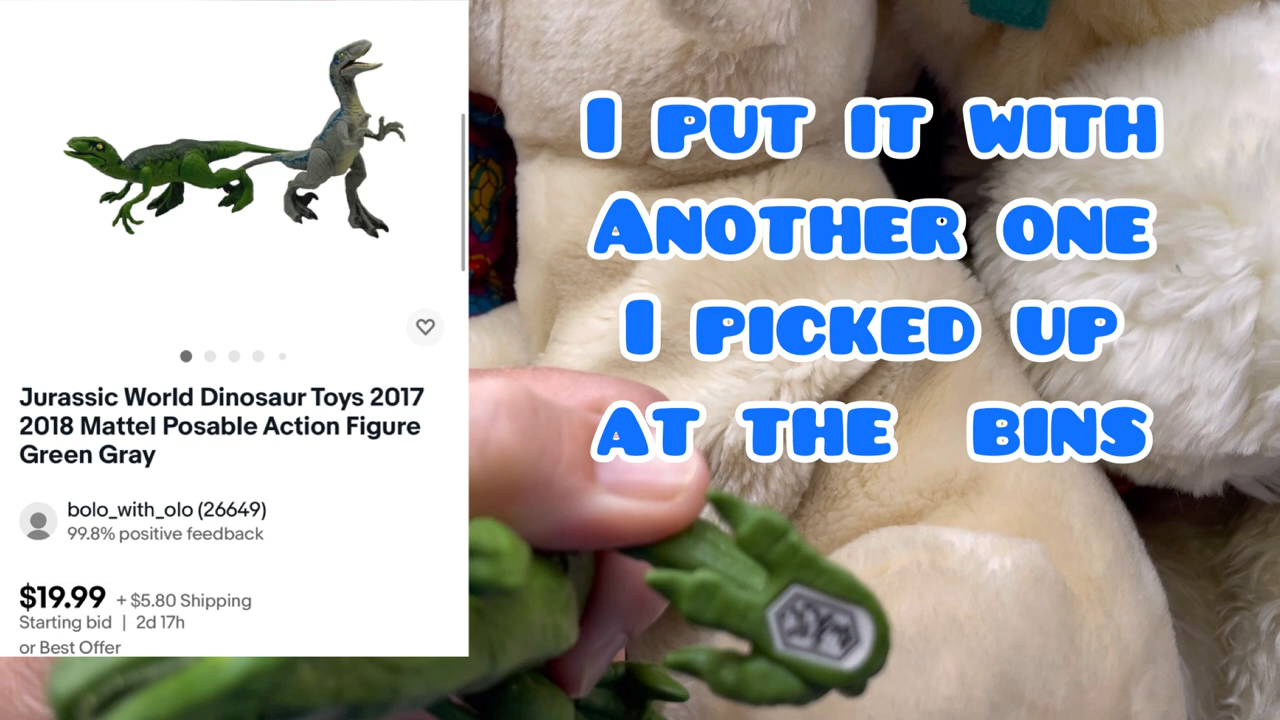 Jurassic World Dinosaur Toys 2017
2018 Mattel Posable Action Figure
Green Gray
bolo_with_olo (26649)
99.8% positive feedback
$19.99 + $5.80 Shipping
Starting bid | 2d 17h
or Best Offer
I PUT IT WITH
ANOTHER ONE
I PICKED UP
AT THE BINS